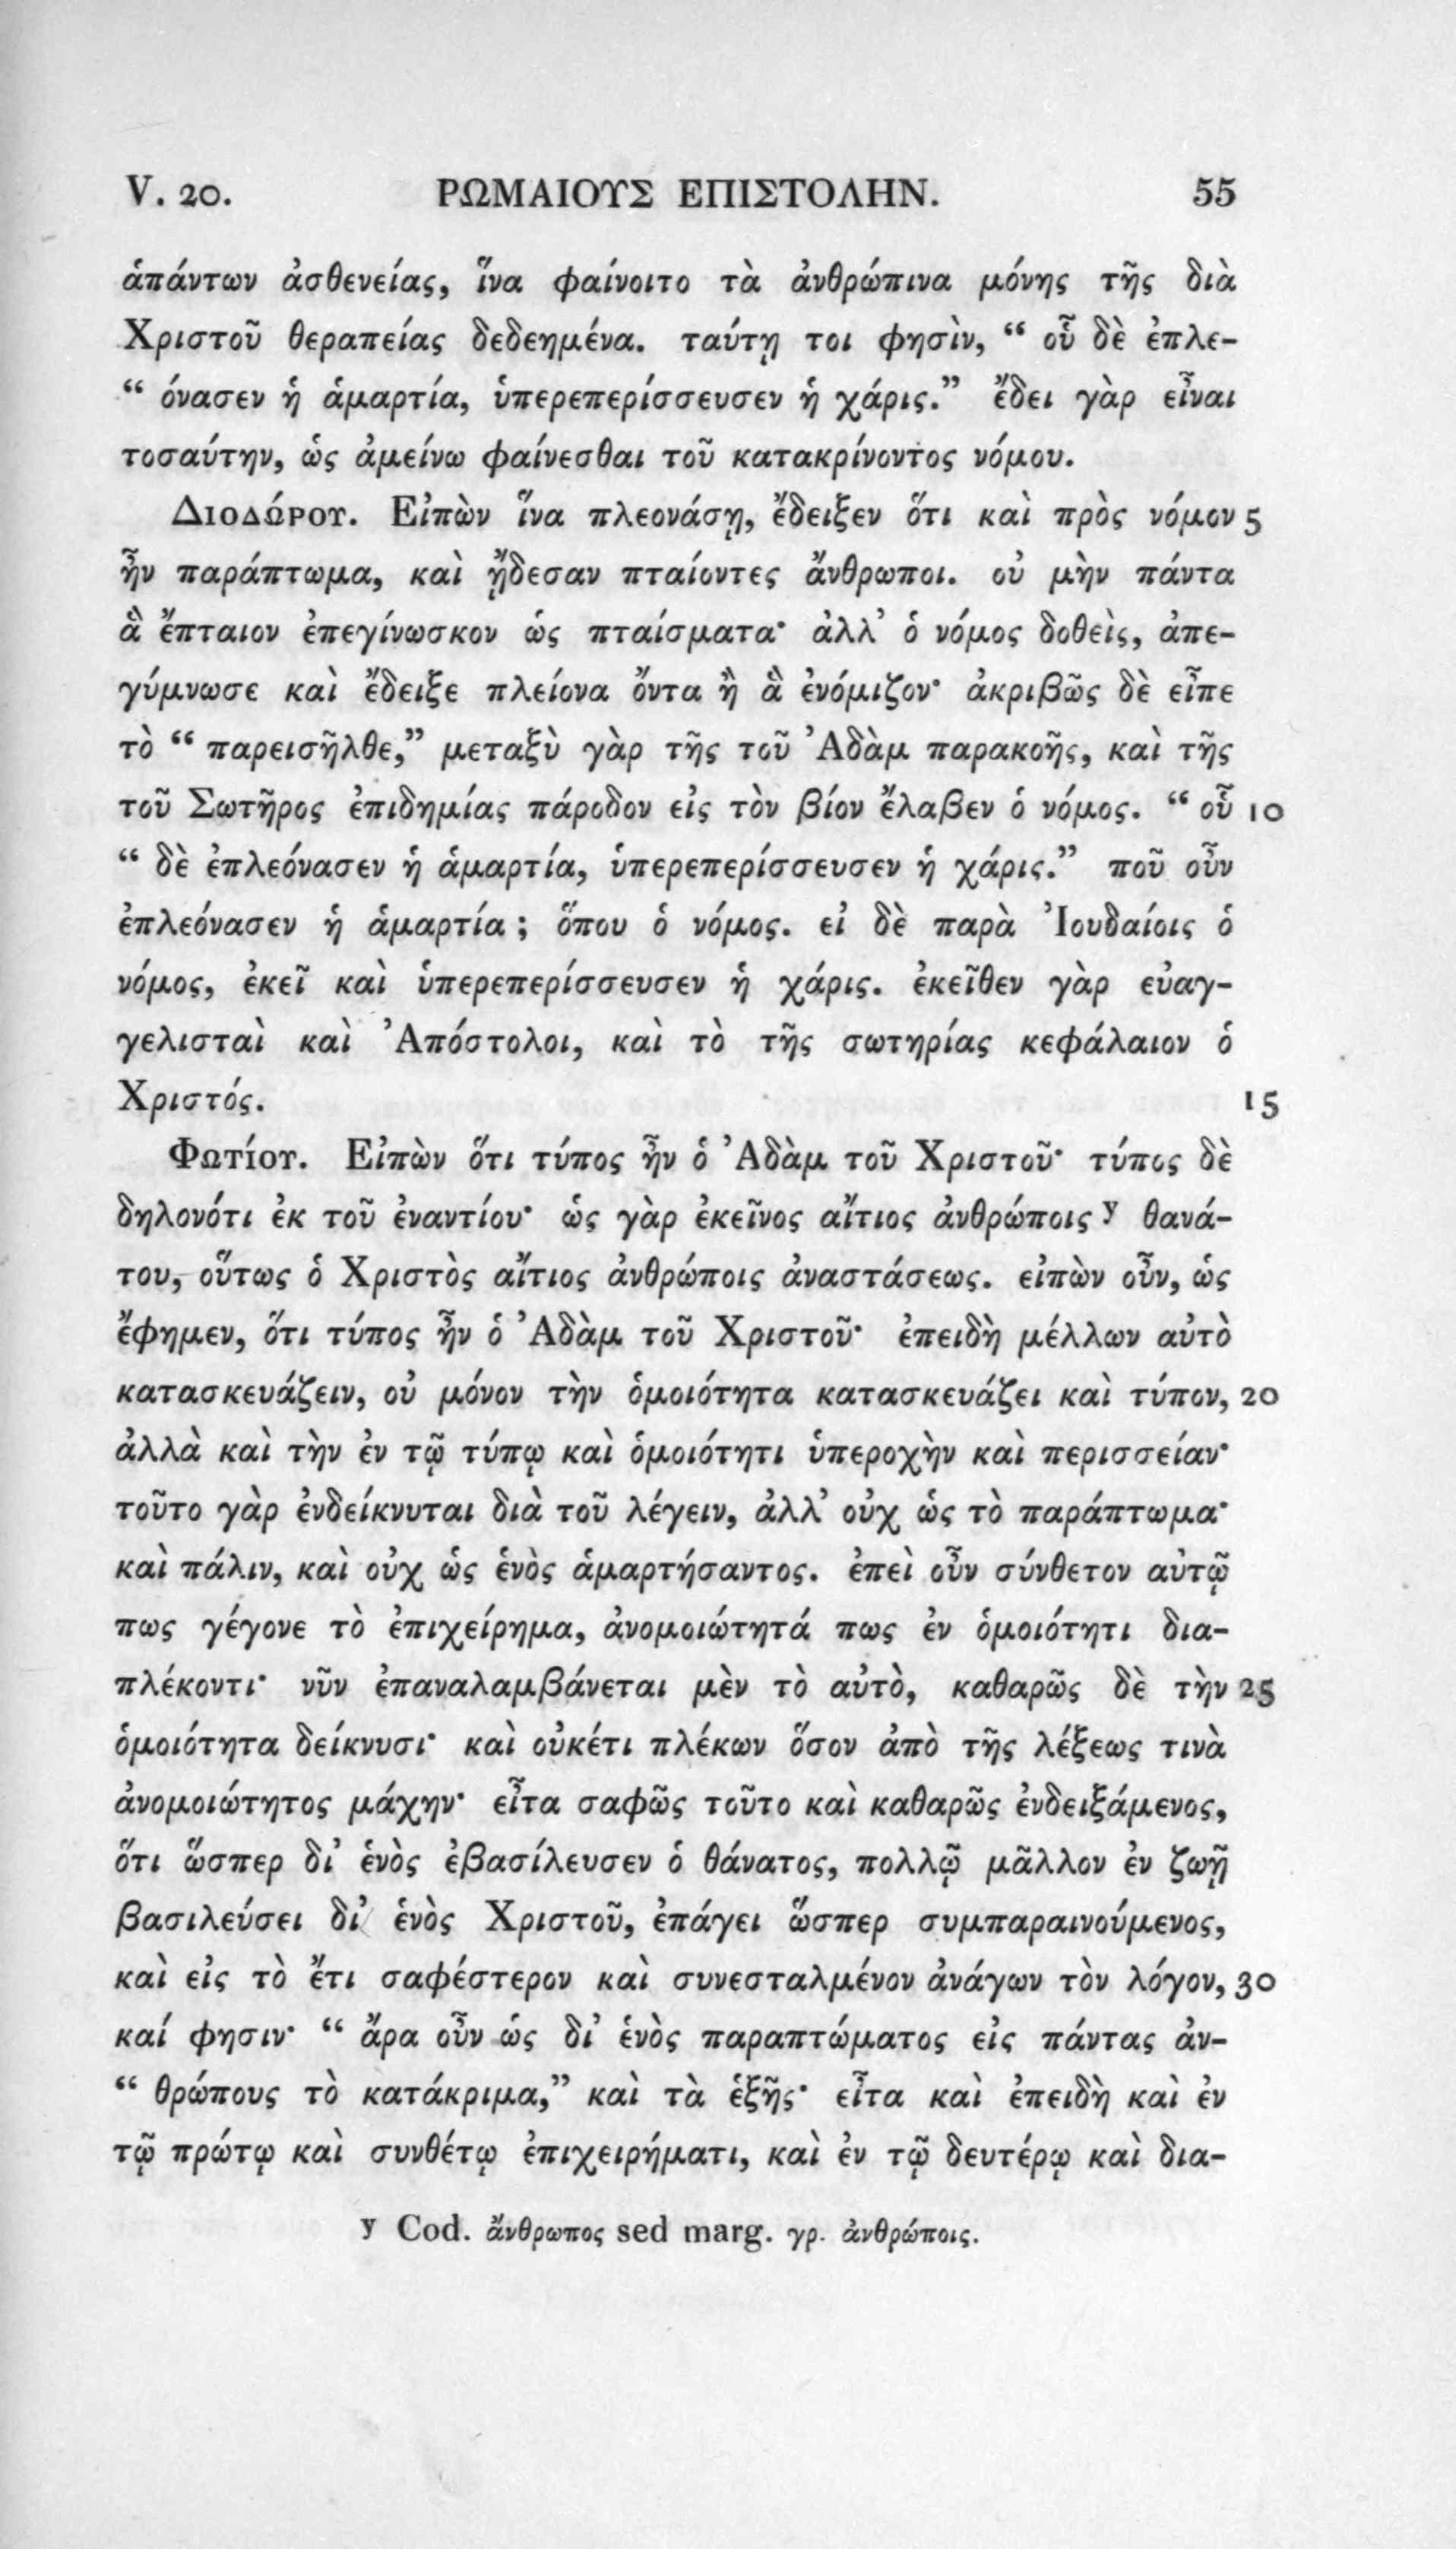 V. 20. ΡΩΜΑΙΟΥΣ ΕΠΙΣΤΟΛΗΝ. 55
ἁπάντων ἀσθενείας, ἵνα φαίνοιτο τὰ ἀνθρώπινα μόνης τῆς διὰ
Χριστοῦ θεραπείας δεδεημένα. ταύτῃ τοι φησὶν, “ οὗ δὲ ἐπλε-
“ όνασεν ἡ ἁμαρτία, ὑπερεπερίσσευσεν ἡ χάρις.” ἔδει γὰρ εἶναι
τοσαύτην, ὡς ἀμείνω φαίνεσθαι τοῦ κατακρίνοντος νόμου.
Διοδώρου. Εἰπὼν ἵνα πλεονάσῃ, ἔδειξεν ὅτι καὶ πρὸς νόμον 5
ἦν παράπτωμα, καὶ ᾔδεσαν πταίοντες ἄνθρωποι. οὐ μὴν πάντα
ἃ ἔπταιον ἐπεγίνωσκον ὡς πταίσματα· ἀλλ’ ὁ νόμος δοθεὶς, ἀπε-
γύμνωσε καὶ ἔδειξε πλείονα ὄντα ἢ ἃ ἐνόμιζον· ἀκριβῶς δὲ εἶπε
τὸ “ παρεισῆλθε,” μεταξὺ γὰρ τῆς τοῦ Ἀδὰμ παρακοῆς, καὶ τῆς
τοῦ Σωτῆρος ἐπιδημίας πάροδον εἰς τὸν βίον ἔλαβεν ὁ νόμος. “ οὗ 10
“ δὲ ἐπλεόνασεν ἡ ἁμαρτία, ὑπερεπερίσσευσεν ἡ χάρις.” ποῦ οὖν
ἐπλεόνασεν ἡ ἁμαρτία ; ὅπου ὁ νόμος. εἰ δὲ παρὰ Ἰουδαίοις ὁ
νόμος, ἐκεῖ καὶ ὑπερεπερίσσευσεν ἡ χάρις. ἐκεῖθεν γὰρ εὐαγ-
γελισταὶ καὶ Ἀπόστολοι, καὶ τὸ τῆς σωτηρίας κεφάλαιον ὁ
Χριστός. 15
Φωτίου. Εἰπὼν ὅτι τύπος ἦν ὁ Ἀδὰμ τοῦ Χριστοῦ· τύπος δὲ
δηλονότι ἐκ τοῦ ἐναντίου· ὡς γὰρ ἐκεῖνος αἴτιος ἀνθρώποις y θανά-
του, οὕτως ὁ Χριστὸς αἴτιος ἀνθρώποις ἀναστάσεως. εἰπὼν οὖν, ὡς
ἔφημεν, ὅτι τύπος ἦν ὁ Ἀδὰμ τοῦ Χριστοῦ· ἐπειδὴ μέλλων αὐτὸ
κατασκευάζειν, οὐ μόνον τὴν ὁμοιότητα κατασκευάζει καὶ τύπον, 20
ἀλλὰ καὶ τὴν ἐν τῷ τύπῳ καὶ ὁμοιότητι ὑπεροχὴν καὶ περισσείαν·
τοῦτο γὰρ ἐνδείκνυται διὰ τοῦ λέγειν, ἀλλ’ οὐχ ὡς τὸ παράπτωμα·
καὶ πάλιν, καὶ οὐχ ὡς ἑνὸς ἁμαρτήσαντος. ἐπεὶ οὖν σύνθετον αὐτῷ
πως γέγονε τὸ ἐπιχείρημα, ἀνομοιώτητά πως ἐν ὁμοιότητι δια-
πλέκοντι· νῦν ἐπαναλαμβάνεται μὲν τὸ αὐτὸ, καθαρῶς δὲ τὴν 25
ὁμοιότητα δείκνυσι· καὶ οὐκέτι πλέκων ὅσον ἀπὸ τῆς λέξεως τινὰ
ἀνομοιώτητος μάχην· εἶτα σαφῶς τοῦτο καὶ καθαρῶς ἐνδειξάμενος,
ὅτι ὥσπερ δι’ ἑνὸς ἐβασίλευσεν ὁ θάνατος, πολλῷ μᾶλλον ἐν ζωῇ
βασιλεύσει δι’ ἑνὸς Χριστοῦ, ἐπάγει ὥσπερ συμπαραινούμενος,
καὶ εἰς τὸ ἔτι σαφέστερον καὶ συνεσταλμένον ἀνάγων τὸν λόγον, 30
καί φησιν· “ ἄρα οὖν ὡς δι’ ἑνὸς παραπτώματος εἰς πάντας ἀν-
“ θρώπους τὸ κατάκριμα,” καὶ τὰ ἑξῆς· εἶτα καὶ ἐπειδὴ καὶ ἐν
τῷ πρώτῳ καὶ συνθέτῳ ἐπιχειρήματι, καὶ ἐν τῷ δευτέρῳ καὶ δια-
y Cod. ἄνθρωπος sed marg. γρ. ἀνθρώποις.